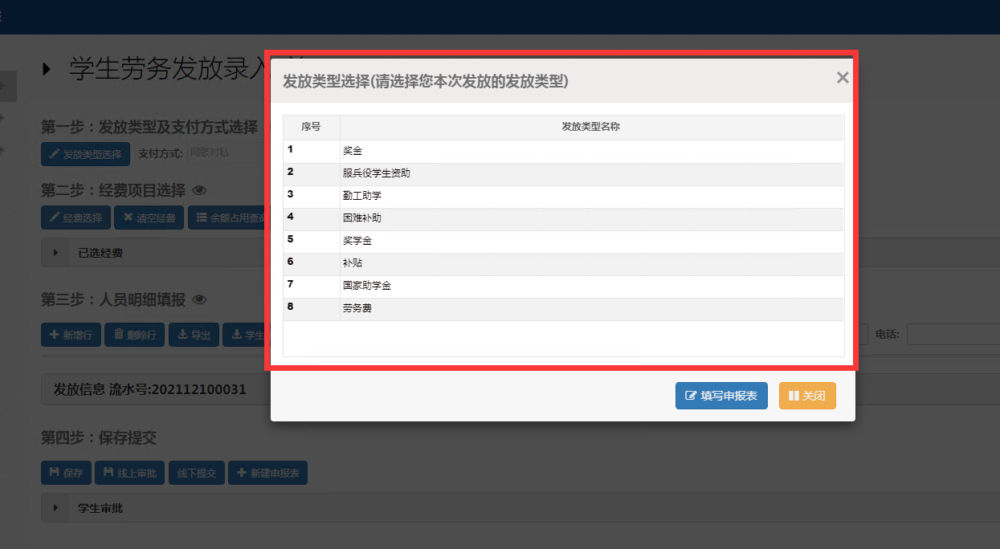 学生劳务发放录入
发放类型选择(请选择您本次发放的发放类型)
序号 发放类型名称
1 奖金
2 服兵役学生资助
3 勤工助学
4 困难补助
5 奖学金
6 补贴
7 国家助学金
8 劳务费
填写申报表 关闭
第一步：发放类型及支付方式选择
发放类型选择 支付方式: 网银对私
第二步：经费项目选择
经费选择 清空经费 余额占用查询
已选经费
第三步：人员明细填报
新增行 删除行 导出 学生 电话:
发放信息 流水号:202112100031
第四步：保存提交
保存 线上审批 线下提交 新建申报表
学生审批